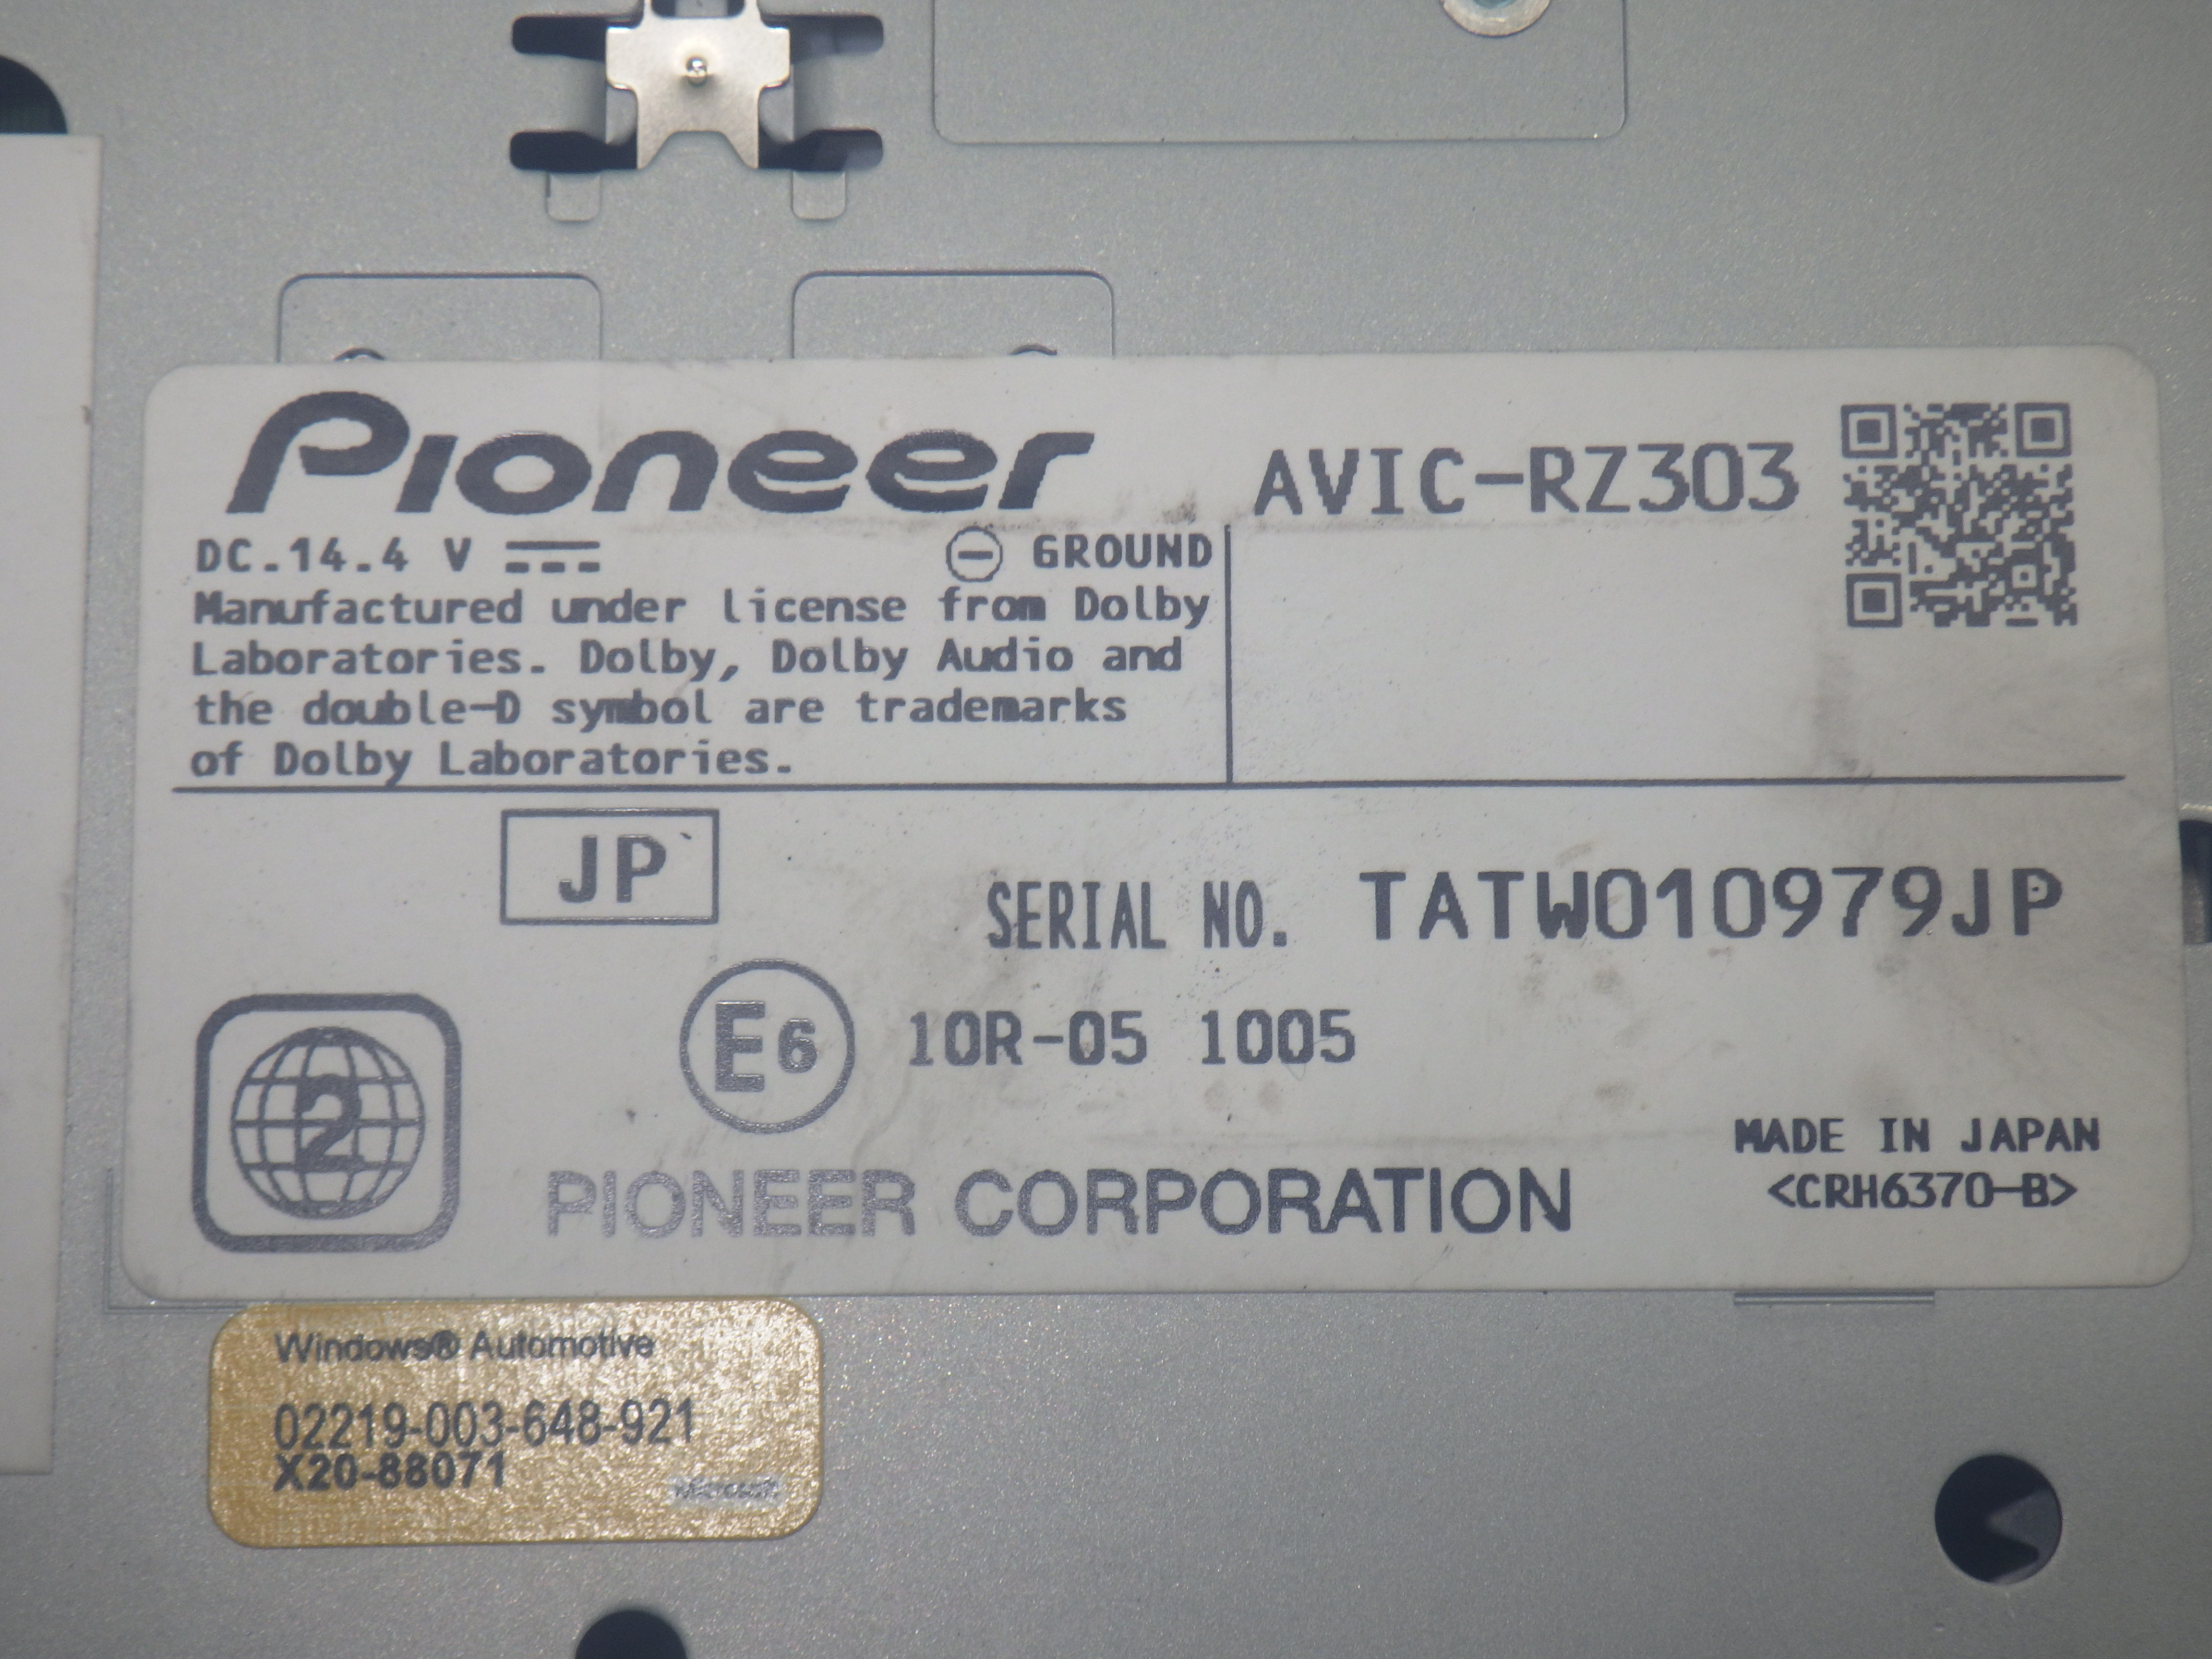 Pioneer AVIC-RZ303
DC.14.4 V GROUND
Manufactured under license from Dolby
Laboratories. Dolby, Dolby Audio and
the double-D symbol are trademarks
of Dolby Laboratories.
JP
SERIAL NO. TATW010979JP
E6 10R-05 1005
2
MADE IN JAPAN
<CRH6370-B>
PIONEER CORPORATION
Windows® Automotive
02219-003-648-921
X20-88071
Microsoft